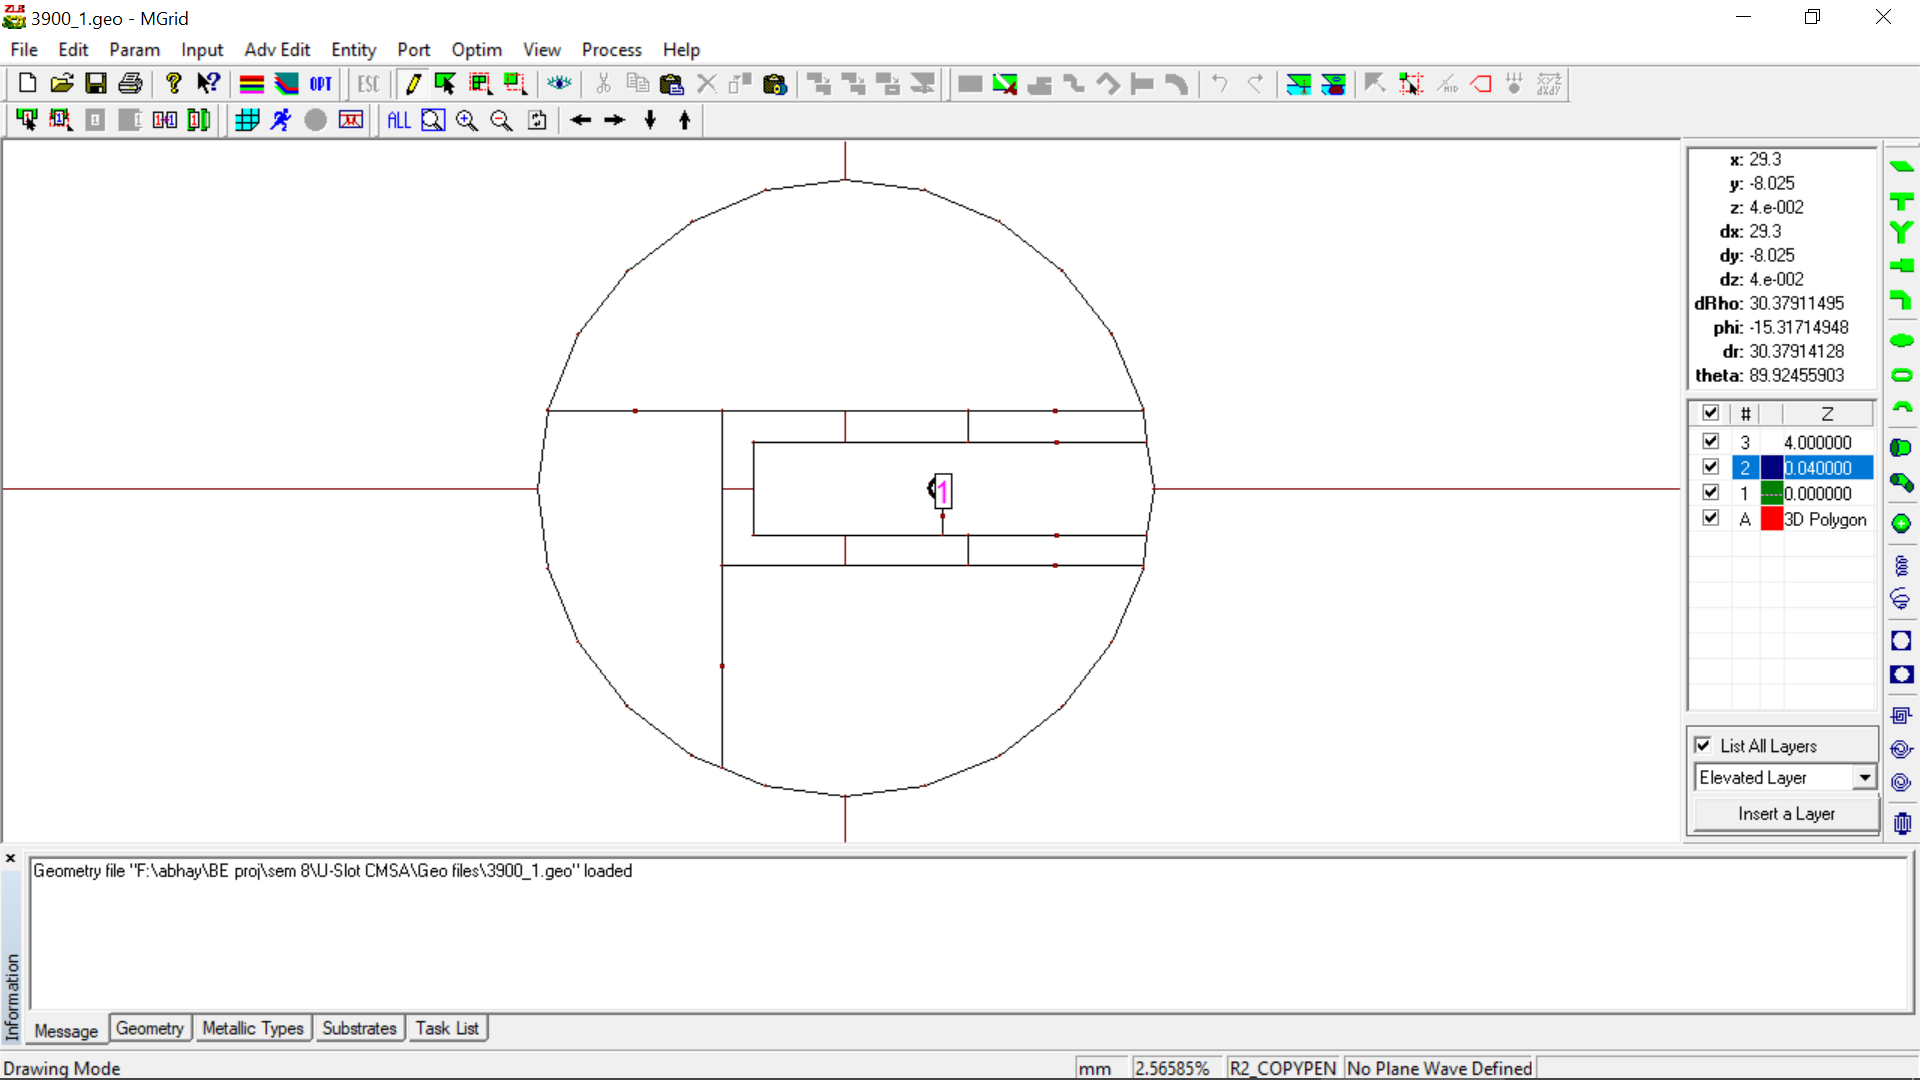 3900_1.geo - MGrid
File Edit Param Input Adv Edit Entity Port Optim View Process Help
OPT ESC
ALL
x: 29.3
y: -8.025
z: 4.e-002
dx: 29.3
dy: -8.025
dz: 4.e-002
dRho: 30.37911495
phi: -15.31714948
dr: 30.37914128
theta: 89.92455903
# Z
3 4.000000
2 0.040000
1 0.000000
A 3D Polygon
1
List All Layers
Elevated Layer
Insert a Layer
Geometry file "F:\abhay\BE proj\sem 8\U-Slot CMSA\Geo files\3900_1.geo" loaded
Information
Message Geometry Metallic Types Substrates Task List
Drawing Mode mm 2.56585% R2_COPYPEN No Plane Wave Defined